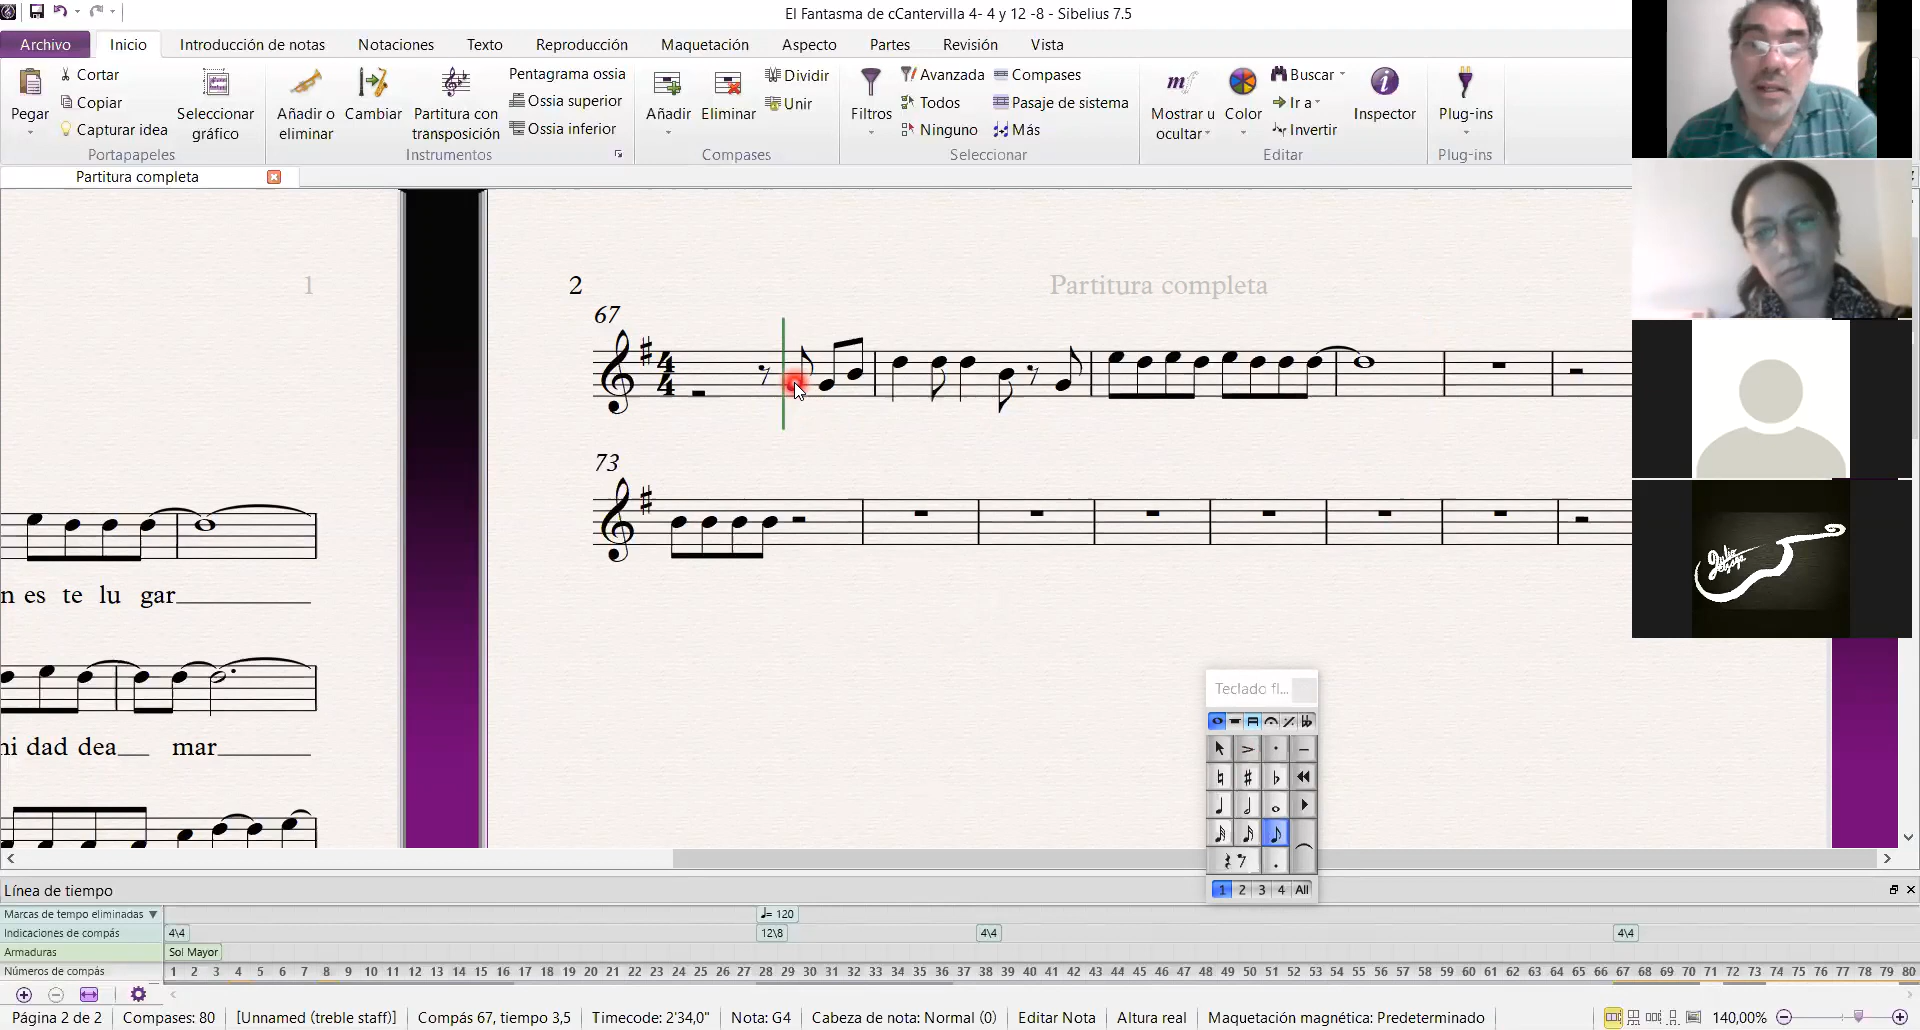 El Fantasma de cCantervilla 4- 4 y 12 -8 - Sibelius 7.5
Archivo Inicio Introducción de notas Notaciones Texto Reproducción Maquetación Aspecto Partes Revisión Vista
Pegar
Cortar
Copiar
Capturar idea
Seleccionar gráfico
Portapapeles
Añadir o eliminar
Cambiar
Partitura con transposición
Pentagrama ossia
Ossia superior
Ossia inferior
Instrumentos
Añadir
Eliminar
Dividir
Unir
Compases
Filtros
Avanzada
Todos
Ninguno
Compases
Pasaje de sistema
Más
Seleccionar
Mostrar u ocultar
Color
Buscar
Ir a
Invertir
Editar
Inspector
Plug-ins
Plug-ins
Partitura completa
1
2
Partitura completa
67
4
4
73
n es te lu gar
ni dad dea mar
Julio
Teclado fl...
1 2 3 4 All
Línea de tiempo
Marcas de tempo eliminadas = 120
Indicaciones de compás 4\4 12\8 4\4 4\4
Armaduras Sol Mayor
Números de compás 1 2 3 4 5 6 7 8 9 10 11 12 13 14 15 16 17 18 19 20 21 22 23 24 25 26 27 28 29 30 31 32 33 34 35 36 37 38 39 40 41 42 43 44 45 46 47 48 49 50 51 52 53 54 55 56 57 58 59 60 61 62 63 64 65 66 67 68 69 70 71 72 73 74 75 76 77 78 79 80
Página 2 de 2 Compases: 80 [Unnamed (treble staff)] Compás 67, tiempo 3,5 Timecode: 2'34,0" Nota: G4 Cabeza de nota: Normal (0) Editar Nota Altura real Maquetación magnética: Predeterminado 140,00%